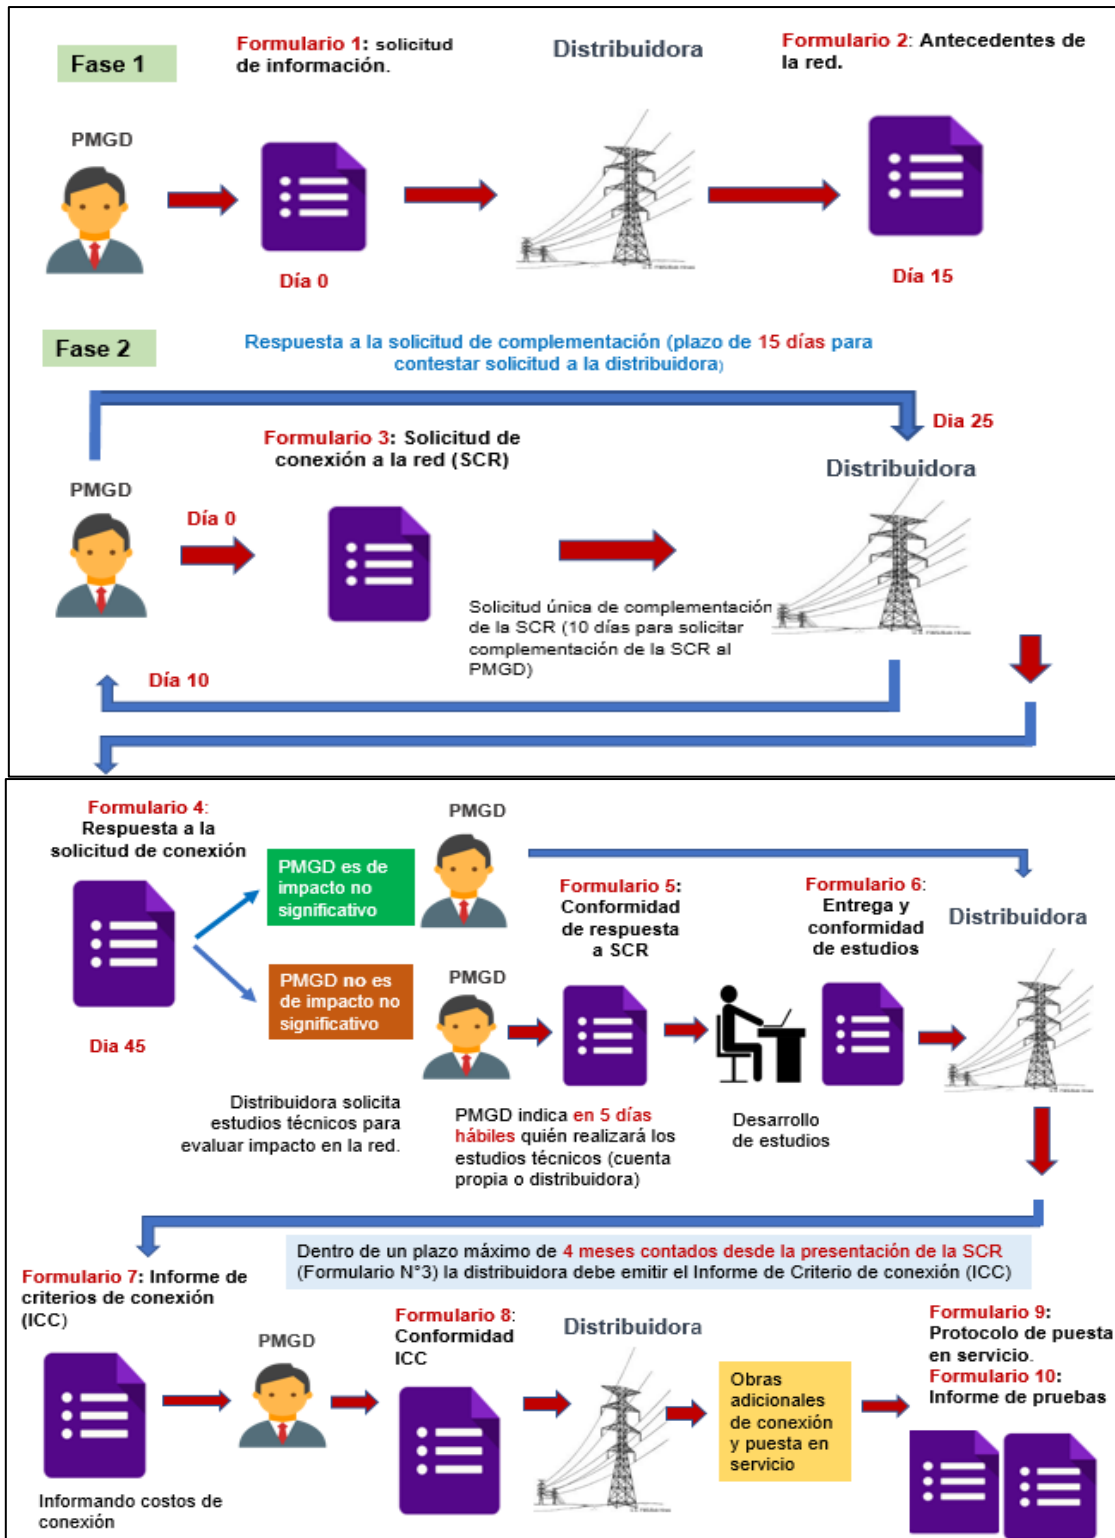 Fase 1
Formulario 1: solicitud
de información.
Distribuidora
Formulario 2: Antecedentes de
la red.
PMGD
Día 0
Día 15
Fase 2
Respuesta a la solicitud de complementación (plazo de 15 días para
contestar solicitud a la distribuidora)
Dia 25
Formulario 3: Solicitud de
conexión a la red (SCR)
Distribuidora
PMGD
Día 0
Solicitud única de complementación
de la SCR (10 días para solicitar
complementación de la SCR al
PMGD)
Día 10
Formulario 4:
Respuesta a la
solicitud de conexión
Dia 45
PMGD es de
impacto no
significativo
PMGD
PMGD no es
de impacto no
significativo
PMGD
Distribuidora solicita
estudios técnicos para
evaluar impacto en la red.
Formulario 5:
Conformidad
de respuesta
a SCR
PMGD indica en 5 días
hábiles quién realizará los
estudios técnicos (cuenta
propia o distribuidora)
Desarrollo
de estudios
Formulario 6:
Entrega y
conformidad
de estudios
Distribuidora
Dentro de un plazo máximo de 4 meses contados desde la presentación de la SCR
(Formulario N°3) la distribuidora debe emitir el Informe de Criterio de conexión (ICC)
Formulario 7: Informe de
criterios de conexión
(ICC)
Informando costos de
conexión
PMGD
Formulario 8:
Conformidad
ICC
Distribuidora
Obras
adicionales
de conexión
y puesta en
servicio
Formulario 9:
Protocolo de puesta
en servicio.
Formulario 10:
Informe de pruebas